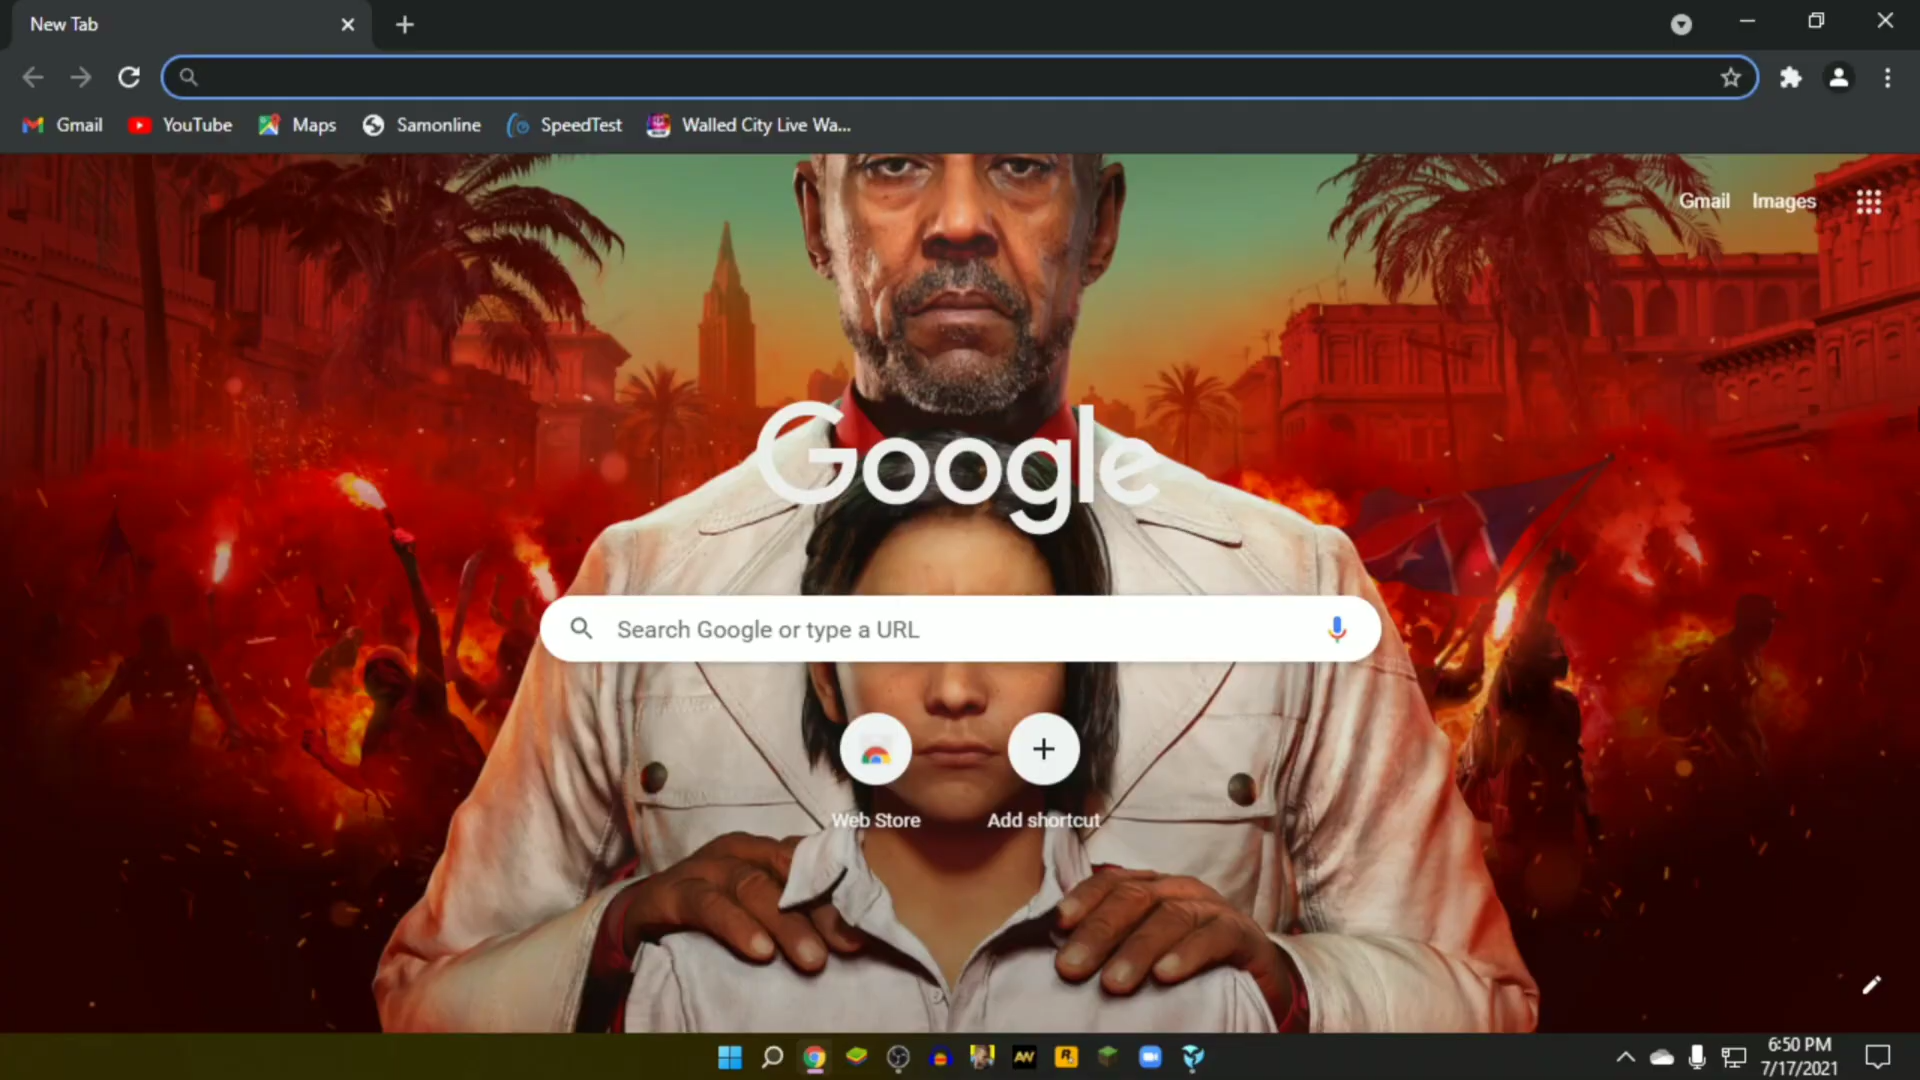 New Tab
Gmail
YouTube
Maps
Samonline
SpeedTest
Walled City Live Wa...
Gmail
Images
Google
Search Google or type a URL
Web Store
Add shortcut
AW
R
6:50 PM
7/17/2021